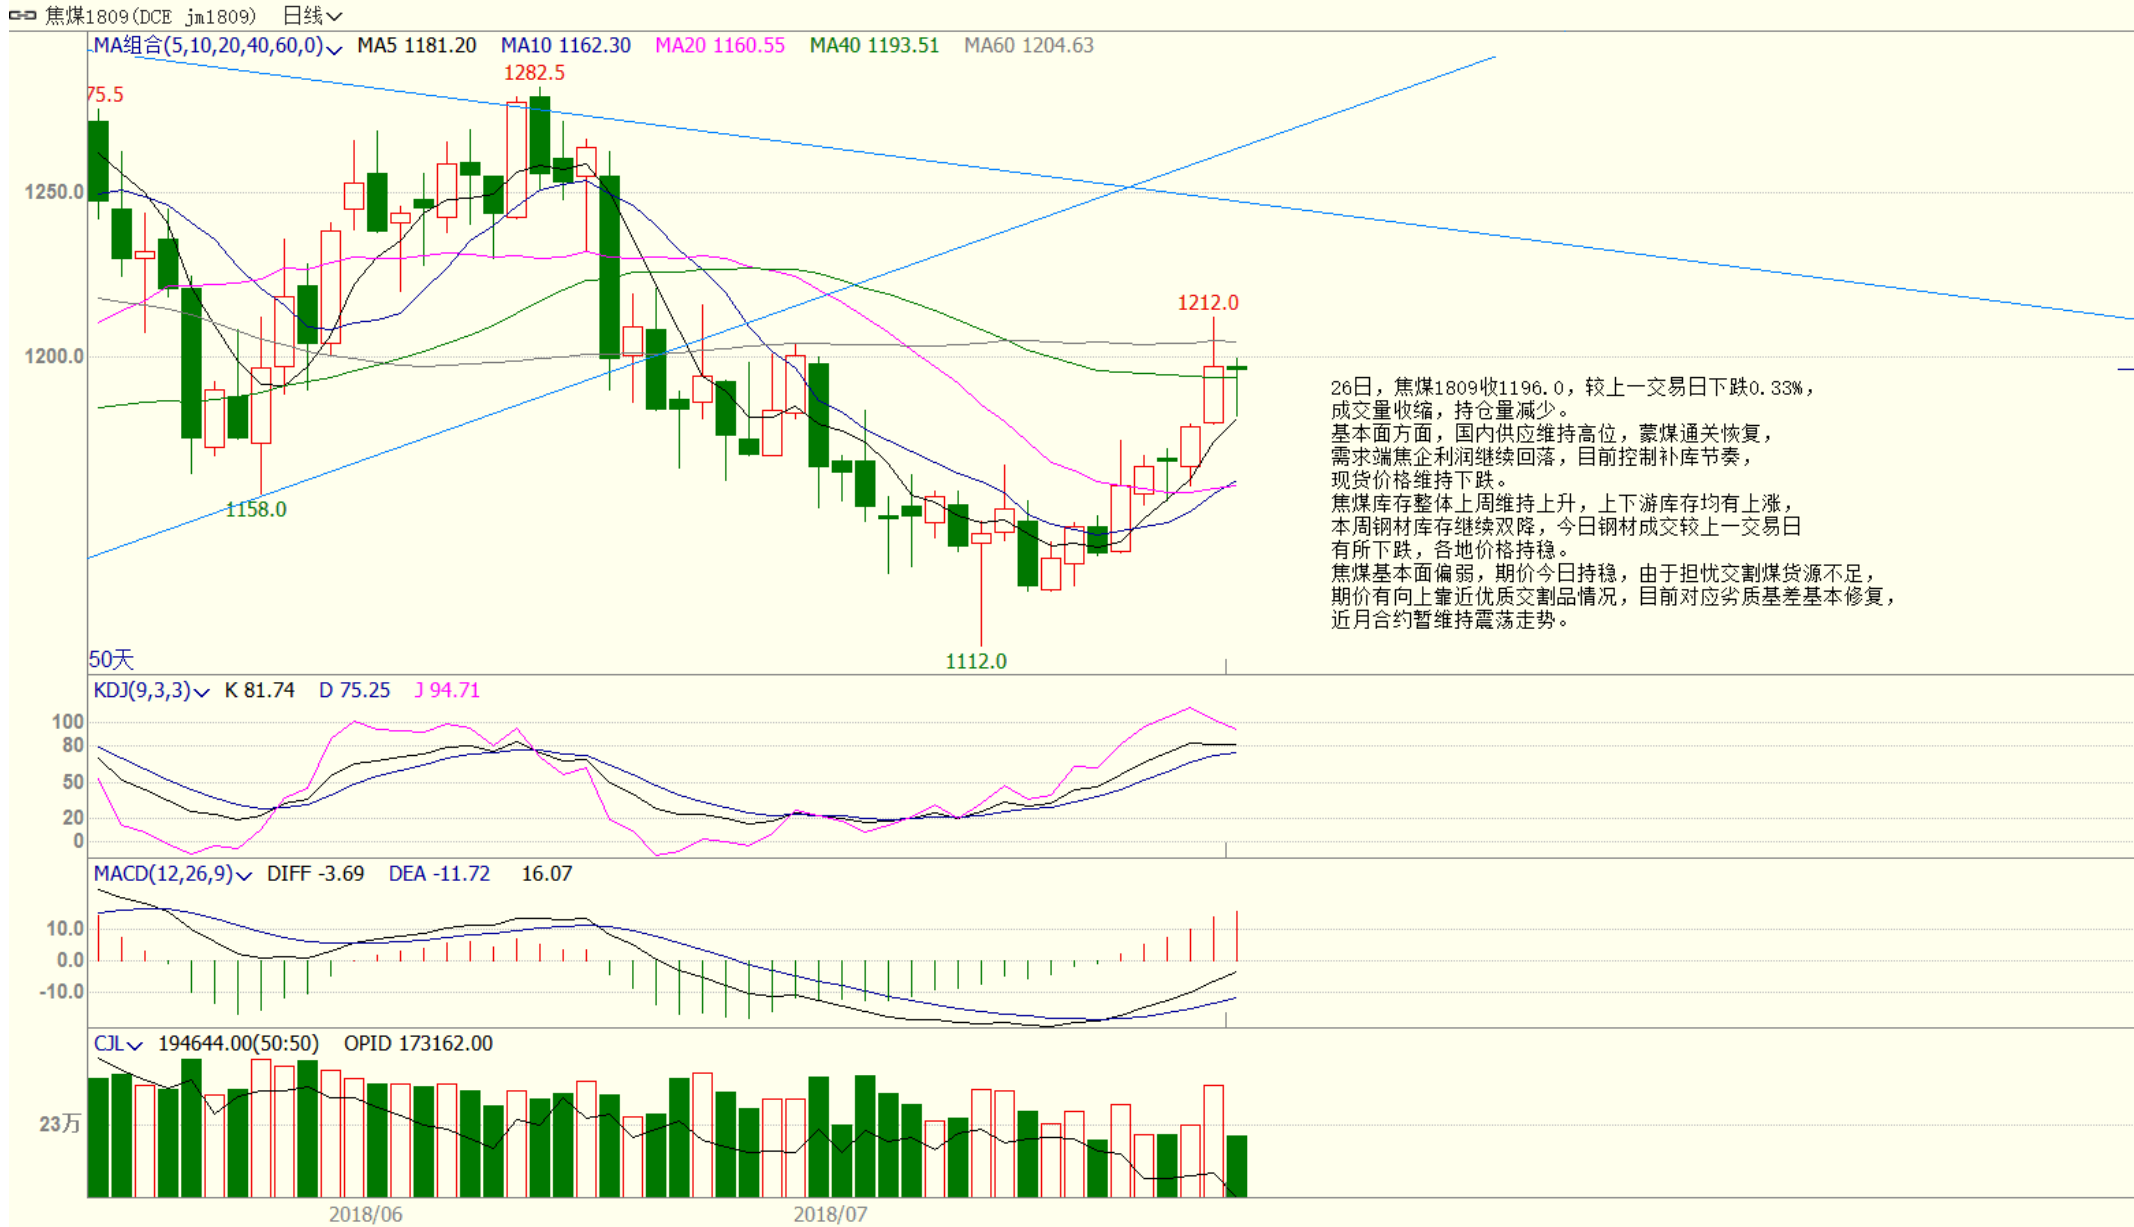 焦煤1809(DCE jm1809) 日线
MA组合(5,10,20,40,60,0) MA5 1181.20 MA10 1162.30 MA20 1160.55 MA40 1193.51 MA60 1204.63
1282.5
75.5
1250.0
1212.0
1200.0
26日，焦煤1809收1196.0，较上一交易日下跌0.33%，
成交量收缩，持仓量减少。
基本面方面，国内供应维持高位，蒙煤通关恢复，
需求端焦企利润继续回落，目前控制补库节奏，
现货价格维持下跌。
焦煤库存整体上周维持上升，上下游库存均有上涨，
本周钢材库存继续双降，今日钢材成交较上一交易日
有所下跌，各地价格持稳。
焦煤基本面偏弱，期价今日持稳，由于担忧交割煤货源不足，
期价有向上靠近优质交割品情况，目前对应劣质基差基本修复，
近月合约暂维持震荡走势。
1158.0
1112.0
50天
KDJ(9,3,3) K 81.74 D 75.25 J 94.71
100
80
50
20
0
MACD(12,26,9) DIFF -3.69 DEA -11.72 16.07
10.0
0.0
-10.0
CJL 194644.00(50:50) OPID 173162.00
23万
2018/06 2018/07